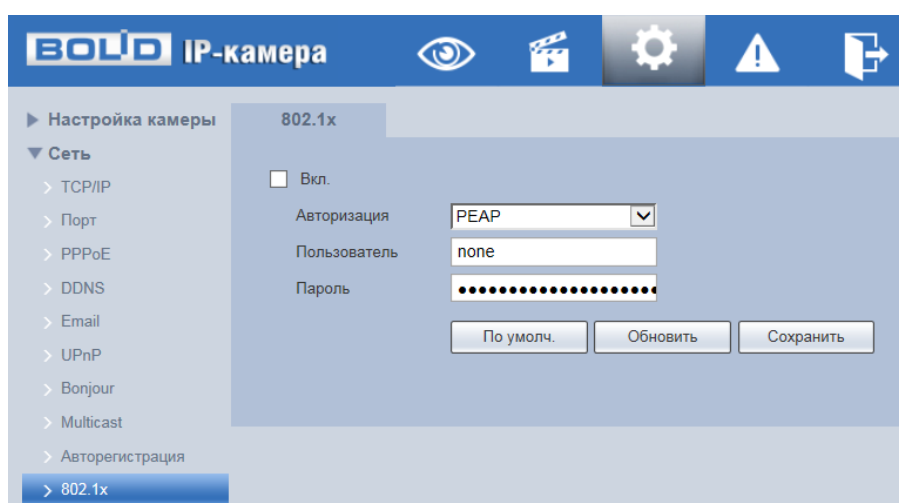 BOLID IP-камера
Настройка камеры
Сеть
TCP/IP
Порт
PPPoE
DDNS
Email
UPnP
Bonjour
Multicast
Авторегистрация
802.1x
802.1x
Вкл.
Авторизация PEAP
Пользователь none
Пароль ●●●●●●●●●●●●●●●●●●●●
По умолч. Обновить Сохранить